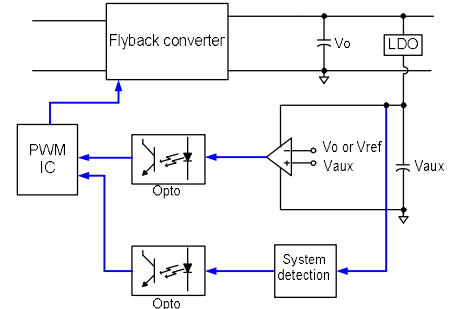 Flyback converter
Vo
LDO
PWM
IC
Opto
Vo or Vref
Vaux
Vaux
System
detection
Opto